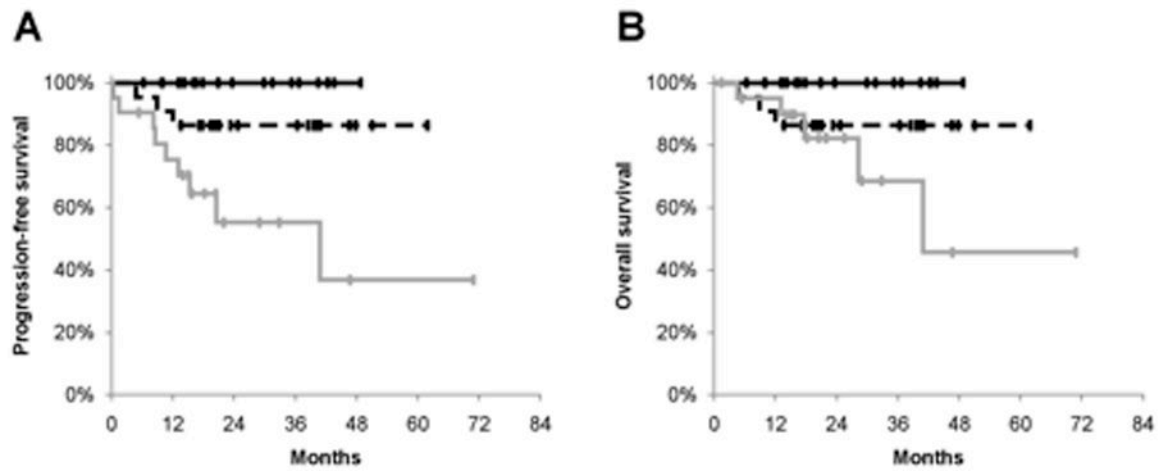 A
Progression-free survival
100%
80%
60%
40%
20%
0%
0 12 24 36 48 60 72 84
Months
B
Overall survival
100%
80%
60%
40%
20%
0%
0 12 24 36 48 60 72 84
Months